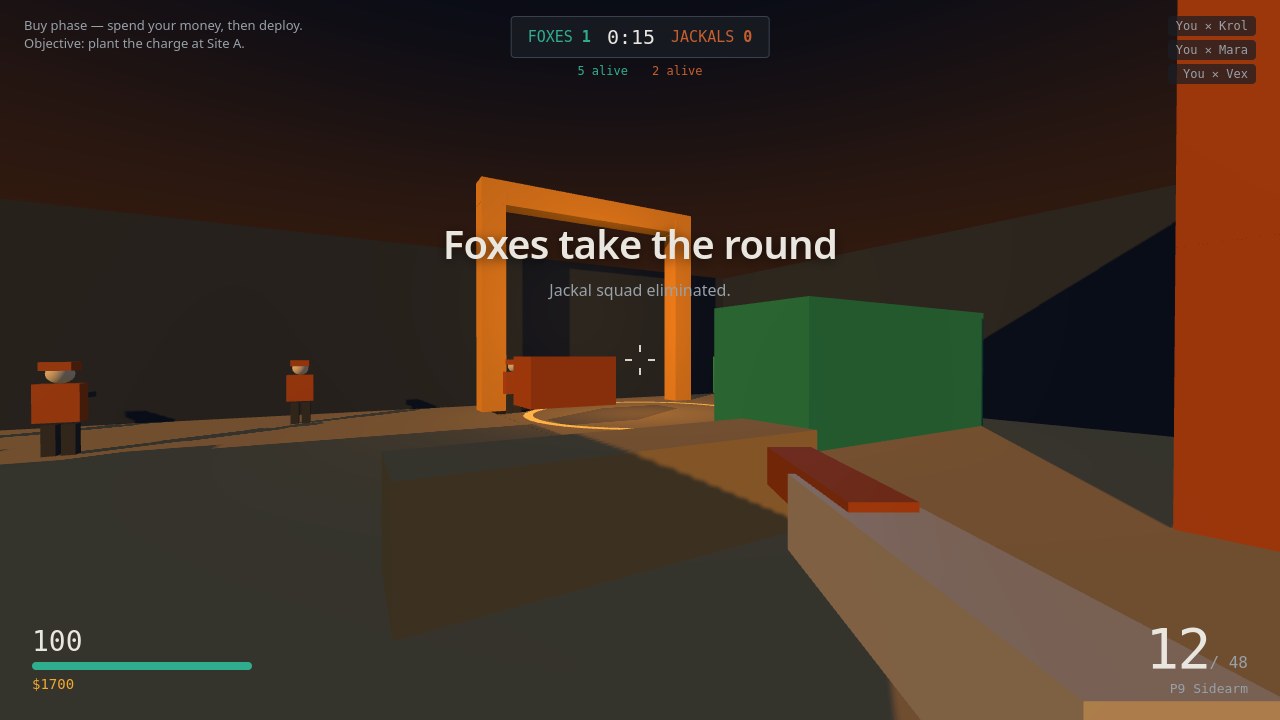 Buy phase — spend your money, then deploy.
Objective: plant the charge at Site A.
FOXES 1 0:15 JACKALS 0
5 alive 2 alive
You × Krol
You × Mara
You × Vex
Foxes take the round
Jackal squad eliminated.
100
$1700
12 / 48
P9 Sidearm